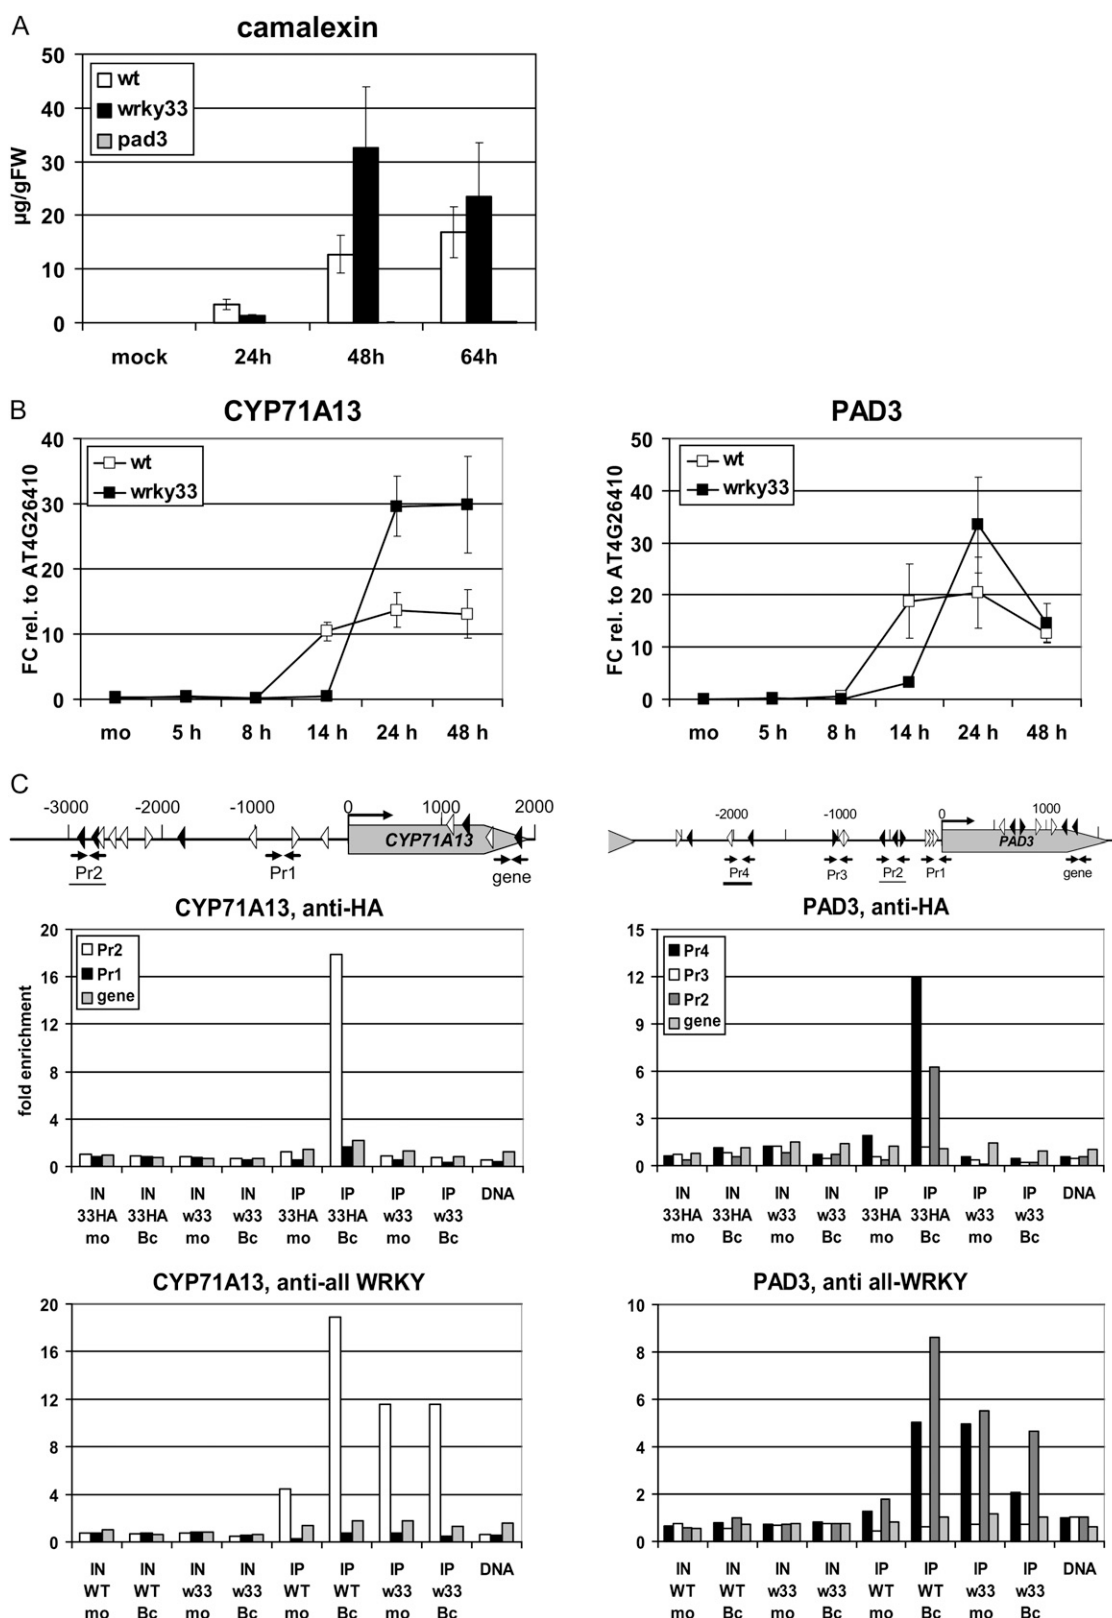 A
camalexin
50
40
30
20
10
0
µg/gFW
wt
wrky33
pad3
mock 24h 48h 64h
B
CYP71A13
40
30
20
10
0
FC rel. to AT4G26410
wt
wrky33
mo 5 h 8 h 14 h 24 h 48 h
PAD3
50
40
30
20
10
0
FC rel. to AT4G26410
wt
wrky33
mo 5 h 8 h 14 h 24 h 48 h
C
-3000 -2000 -1000 0 1000 2000
CYP71A13
Pr2 Pr1 gene
-2000 -1000 0 1000
PAD3
Pr4 Pr3 Pr2 Pr1 gene
CYP71A13, anti-HA
20
16
12
8
4
0
fold enrichment
Pr2
Pr1
gene
IN IN IN IN IP IP IP IP DNA
33HA 33HA w33 w33 33HA 33HA w33 w33
mo Bc mo Bc mo Bc mo Bc
PAD3, anti-HA
15
12
9
6
3
0
Pr4
Pr3
Pr2
gene
IN IN IN IN IP IP IP IP DNA
33HA 33HA w33 w33 33HA 33HA w33 w33
mo Bc mo Bc mo Bc mo Bc
CYP71A13, anti-all WRKY
20
16
12
8
4
0
IN IN IN IN IP IP IP IP DNA
WT WT w33 w33 WT WT w33 w33
mo Bc mo Bc mo Bc mo Bc
PAD3, anti all-WRKY
10
8
6
4
2
0
IN IN IN IN IP IP IP IP DNA
WT WT w33 w33 WT WT w33 w33
mo Bc mo Bc mo Bc mo Bc